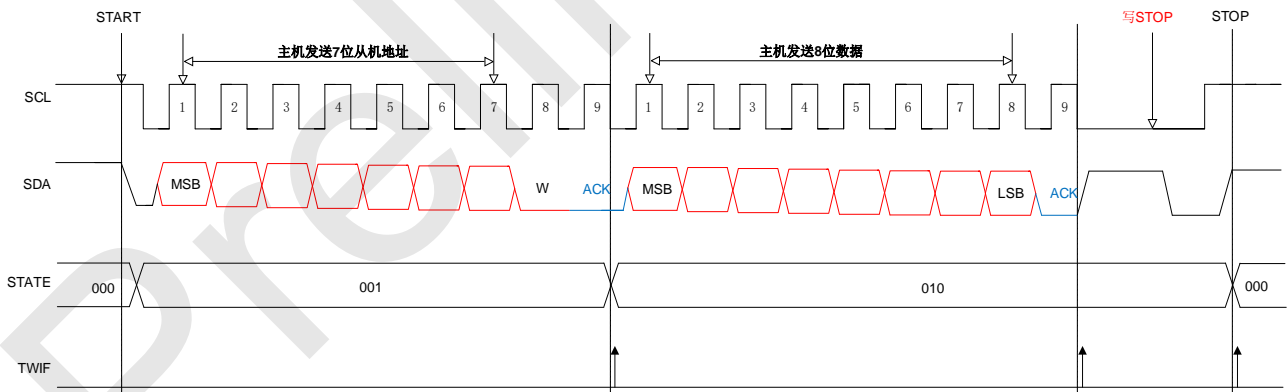 START 写STOP STOP
主机发送7位从机地址 主机发送8位数据
SCL 1 2 3 4 5 6 7 8 9 1 2 3 4 5 6 7 8 9
SDA MSB W ACK MSB LSB ACK
STATE 000 001 010 000
TWIF